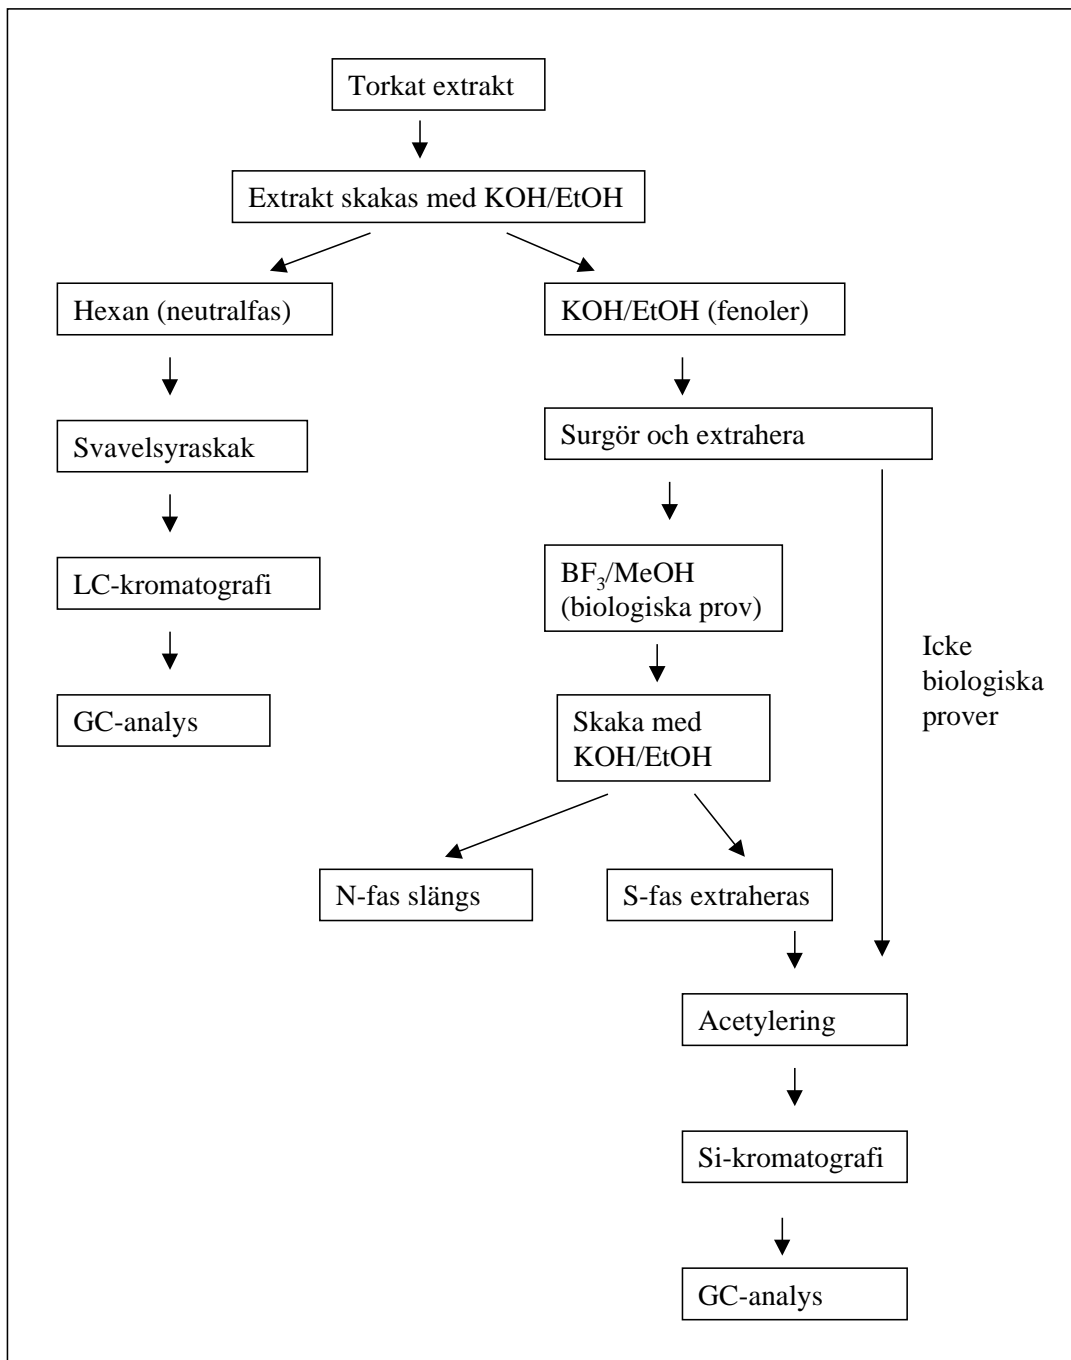 Torkat extrakt
Extrakt skakas med KOH/EtOH
Hexan (neutralfas)
KOH/EtOH (fenoler)
Svavelsyraskak
Surgör och extrahera
LC-kromatografi
BF3/MeOH
(biologiska prov)
Icke
biologiska
prover
GC-analys
Skaka med
KOH/EtOH
N-fas slängs
S-fas extraheras
Acetylering
Si-kromatografi
GC-analys